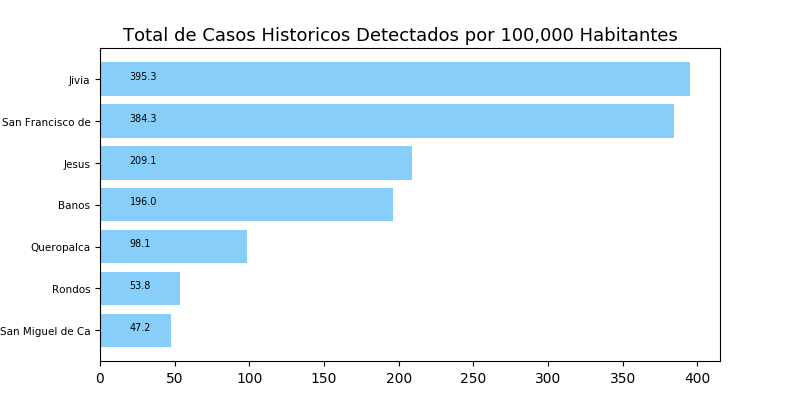 Total de Casos Historicos Detectados por 100,000 Habitantes
Jivia 395.3
San Francisco de 384.3
Jesus 209.1
Banos 196.0
Queropalca 98.1
Rondos 53.8
San Miguel de Ca 47.2
0 50 100 150 200 250 300 350 400